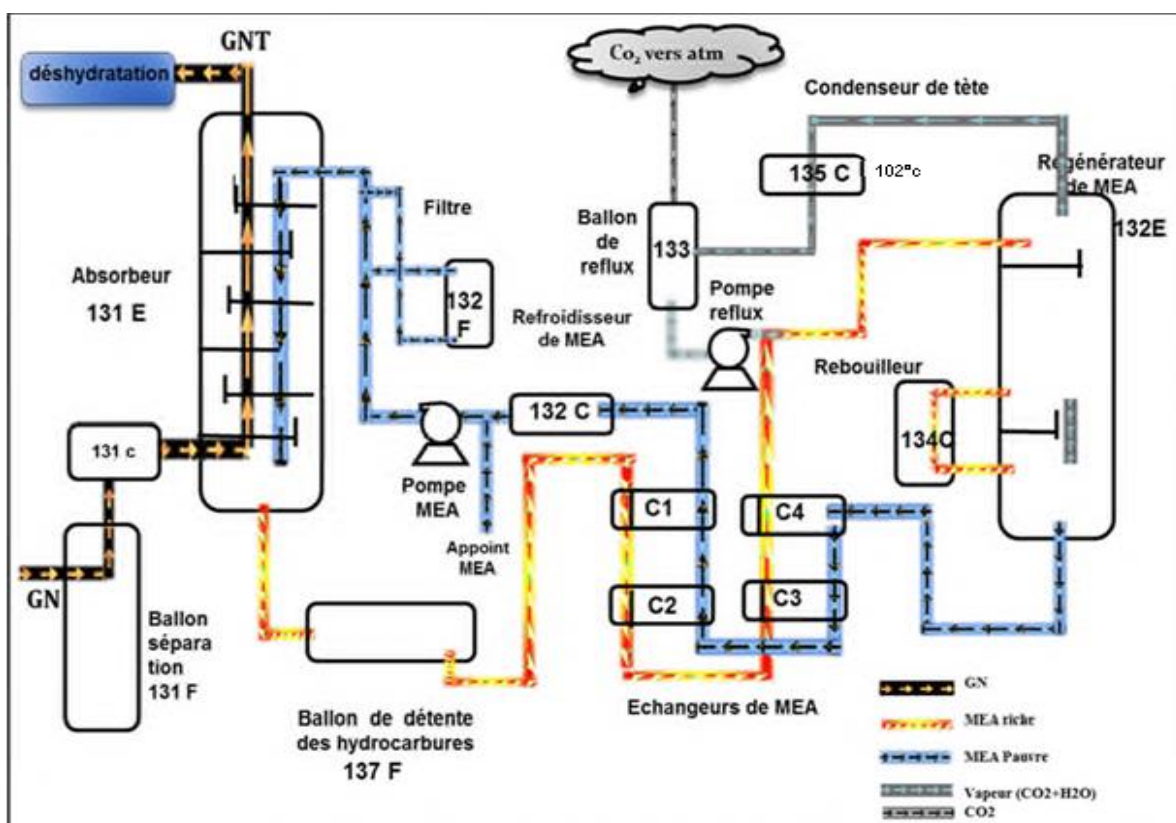 GNT
déshydratation
Co₂ vers atm
Condenseur de tète
135 C
102°c
Régénérateur
de MEA
132E
Ballon
de
reflux
133
Filtre
132
F
Absorbeur
131 E
Pompe
reflux
Refroidisseur
de MEA
Rebouilleur
134C
132 C
131 c
Pompe
MEA
C1
C4
Appoint
MEA
C2
C3
GN
Ballon
sépara
tion
131 F
Echangeurs de MEA
Ballon de détente
des hydrocarbures
137 F
GN
MEA riche
MEA Pauvre
Vapeur (CO2+H2O)
CO2